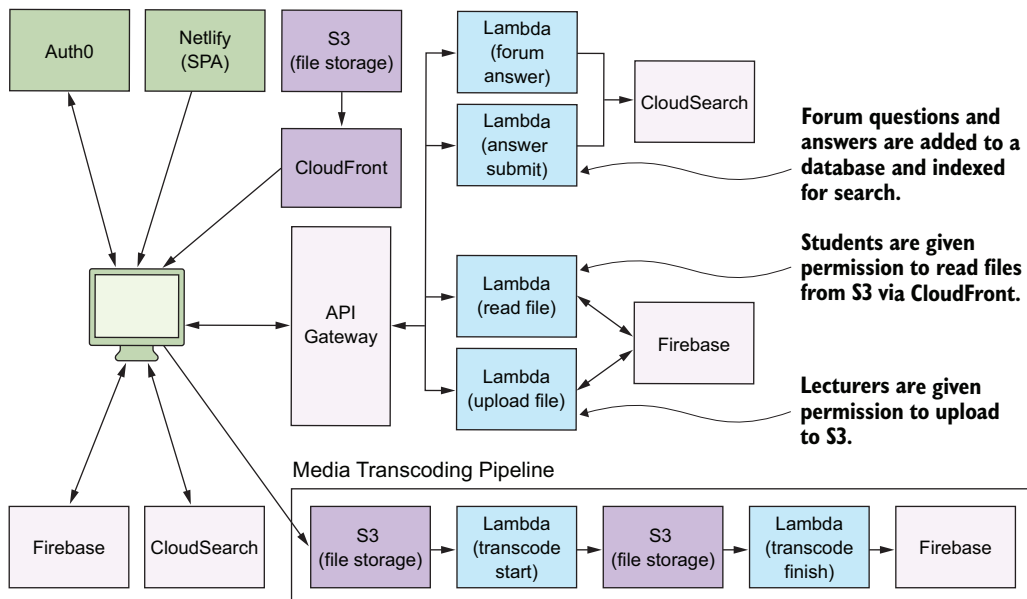 Auth0
Netlify
(SPA)
S3
(file storage)
CloudFront
Lambda
(forum
answer)
Lambda
(answer
submit)
CloudSearch
Forum questions and
answers are added to a
database and indexed
for search.
API
Gateway
Lambda
(read file)
Lambda
(upload file)
Firebase
Students are given
permission to read files
from S3 via CloudFront.
Lecturers are given
permission to upload
to S3.
Firebase
CloudSearch
Media Transcoding Pipeline
S3
(file storage)
Lambda
(transcode
start)
S3
(file storage)
Lambda
(transcode
finish)
Firebase